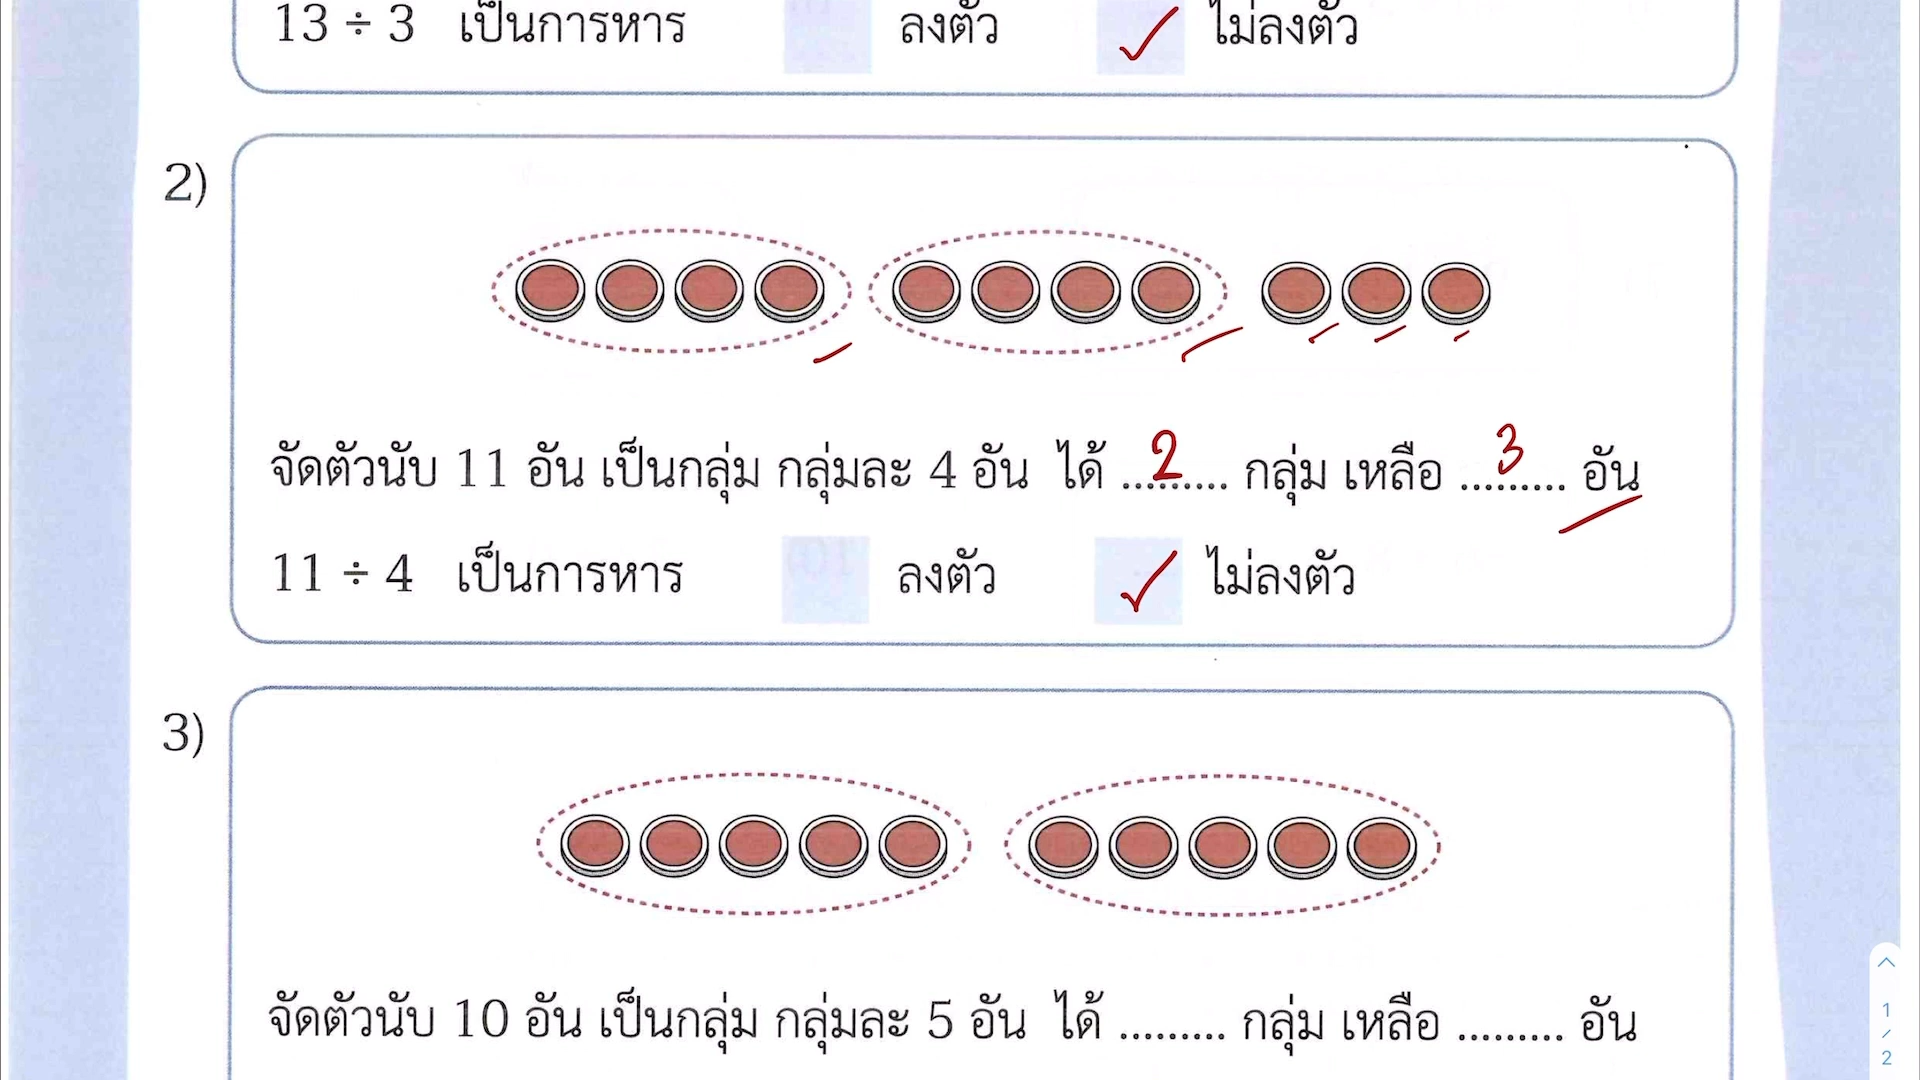 13 ÷ 3 เป็นการหาร ลงตัว ✓ ไม่ลงตัว
2)
จัดตัวนับ 11 อัน เป็นกลุ่ม กลุ่มละ 4 อัน ได้ ....2..... กลุ่ม เหลือ ....3..... อัน
11 ÷ 4 เป็นการหาร ลงตัว ✓ ไม่ลงตัว
3)
จัดตัวนับ 10 อัน เป็นกลุ่ม กลุ่มละ 5 อัน ได้ ......... กลุ่ม เหลือ ......... อัน
1
/
2